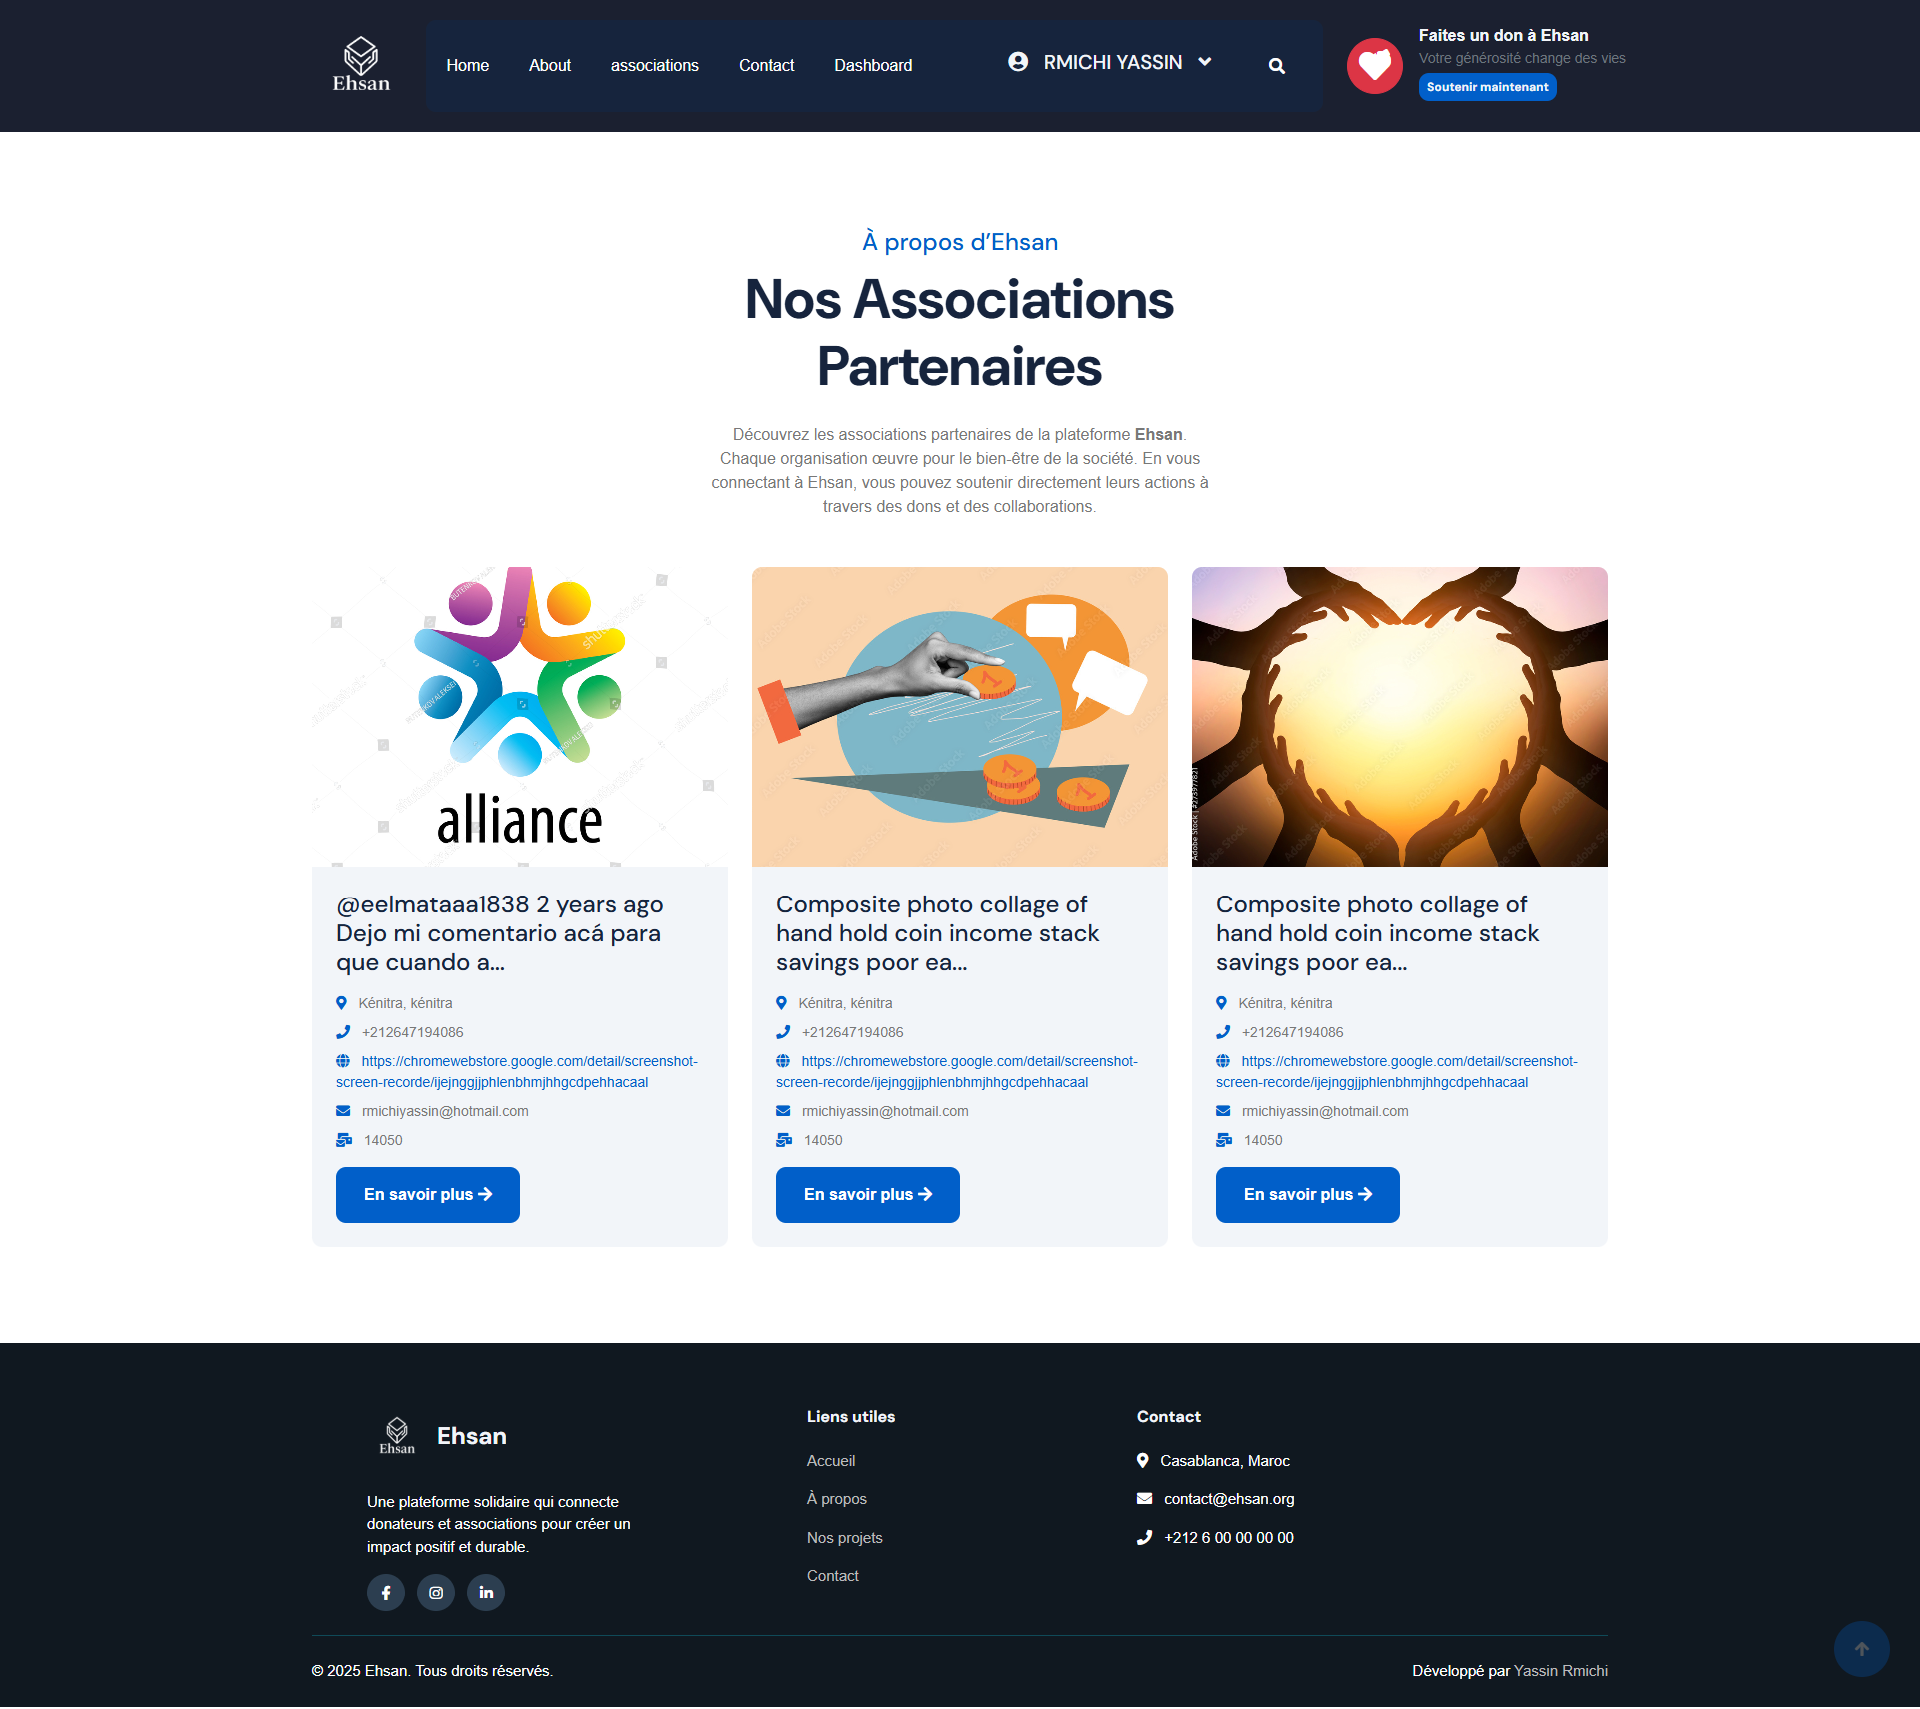 Ehsan
Home
About
associations
Contact
Dashboard
RMICHI YASSIN
Faites un don à Ehsan
Votre générosité change des vies
Soutenir maintenant
À propos d’Ehsan
Nos Associations
Partenaires
Découvrez les associations partenaires de la plateforme Ehsan.
Chaque organisation œuvre pour le bien-être de la société. En vous
connectant à Ehsan, vous pouvez soutenir directement leurs actions à
travers des dons et des collaborations.
alliance
@eelmataaa1838 2 years ago
Dejo mi comentario acá para
que cuando a...
Kénitra, kénitra
+212647194086
https://chromewebstore.google.com/detail/screenshot-
screen-recorde/ijejnggjjphlenbhmjhhgcdpehhacaal
rmichiyassin@hotmail.com
14050
En savoir plus
Composite photo collage of
hand hold coin income stack
savings poor ea...
Kénitra, kénitra
+212647194086
https://chromewebstore.google.com/detail/screenshot-
screen-recorde/ijejnggjjphlenbhmjhhgcdpehhacaal
rmichiyassin@hotmail.com
14050
En savoir plus
Adobe Stock | #273977821
Composite photo collage of
hand hold coin income stack
savings poor ea...
Kénitra, kénitra
+212647194086
https://chromewebstore.google.com/detail/screenshot-
screen-recorde/ijejnggjjphlenbhmjhhgcdpehhacaal
rmichiyassin@hotmail.com
14050
En savoir plus
Ehsan
Ehsan
Une plateforme solidaire qui connecte
donateurs et associations pour créer un
impact positif et durable.
Liens utiles
Accueil
À propos
Nos projets
Contact
Contact
Casablanca, Maroc
contact@ehsan.org
+212 6 00 00 00 00
© 2025 Ehsan. Tous droits réservés.
Développé par Yassin Rmichi